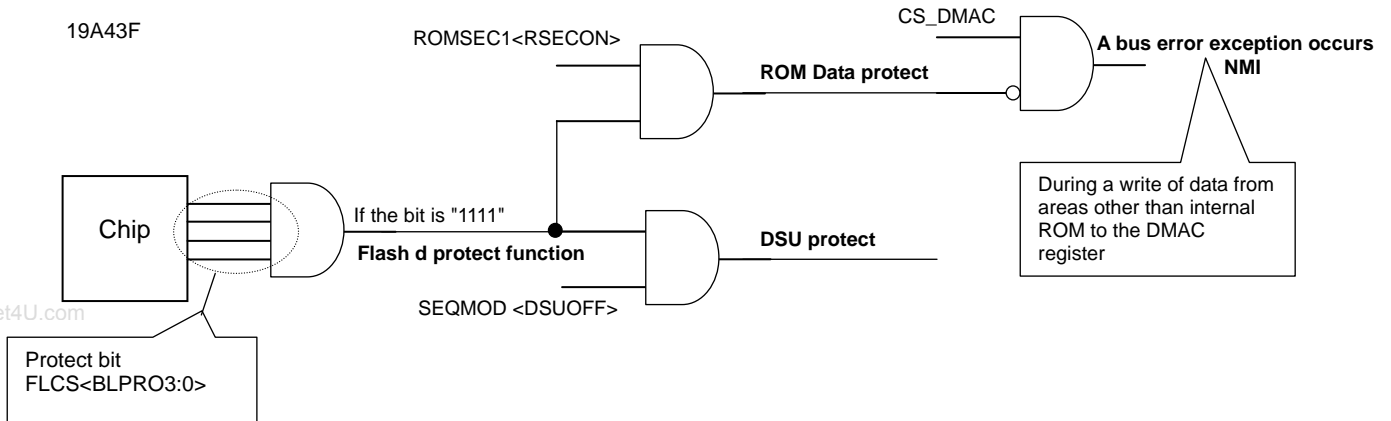 19A43F
CS_DMAC
ROMSEC1<RSECON>
A bus error exception occurs
NMI
ROM Data protect
During a write of data from
areas other than internal
ROM to the DMAC
register
Chip
If the bit is "1111"
Flash d protect function
DSU protect
SEQMOD <DSUOFF>
et4U.com
Protect bit
FLCS<BLPRO3:0>